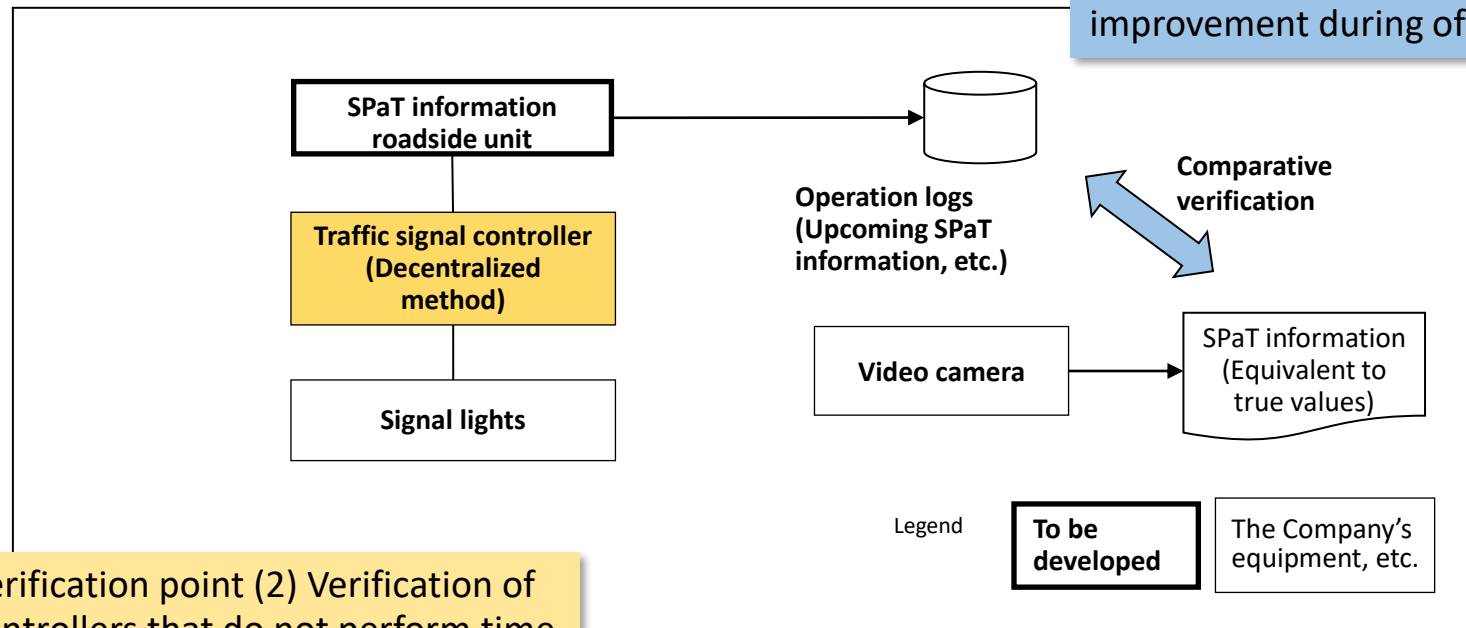 improvement during of
SPaT information
roadside unit
Comparative
verification
Operation logs
(Upcoming SPaT
information, etc.)
Traffic signal controller
(Decentralized
method)
SPaT information
(Equivalent to
true values)
Video camera
Signal lights
Legend
To be
developed
The Company's
equipment, etc.
erification point (2) Verification of